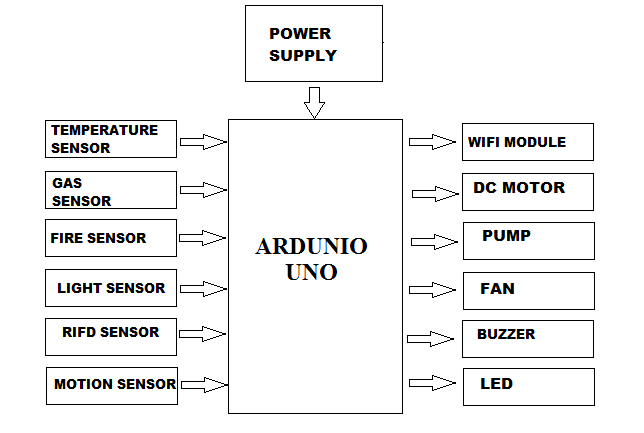 POWER
SUPPLY
TEMPERATURE
SENSOR
GAS
SENSOR
FIRE SENSOR
LIGHT SENSOR
RIFD SENSOR
MOTION SENSOR
ARDUNIO
UNO
WIFI MODULE
DC MOTOR
PUMP
FAN
BUZZER
LED